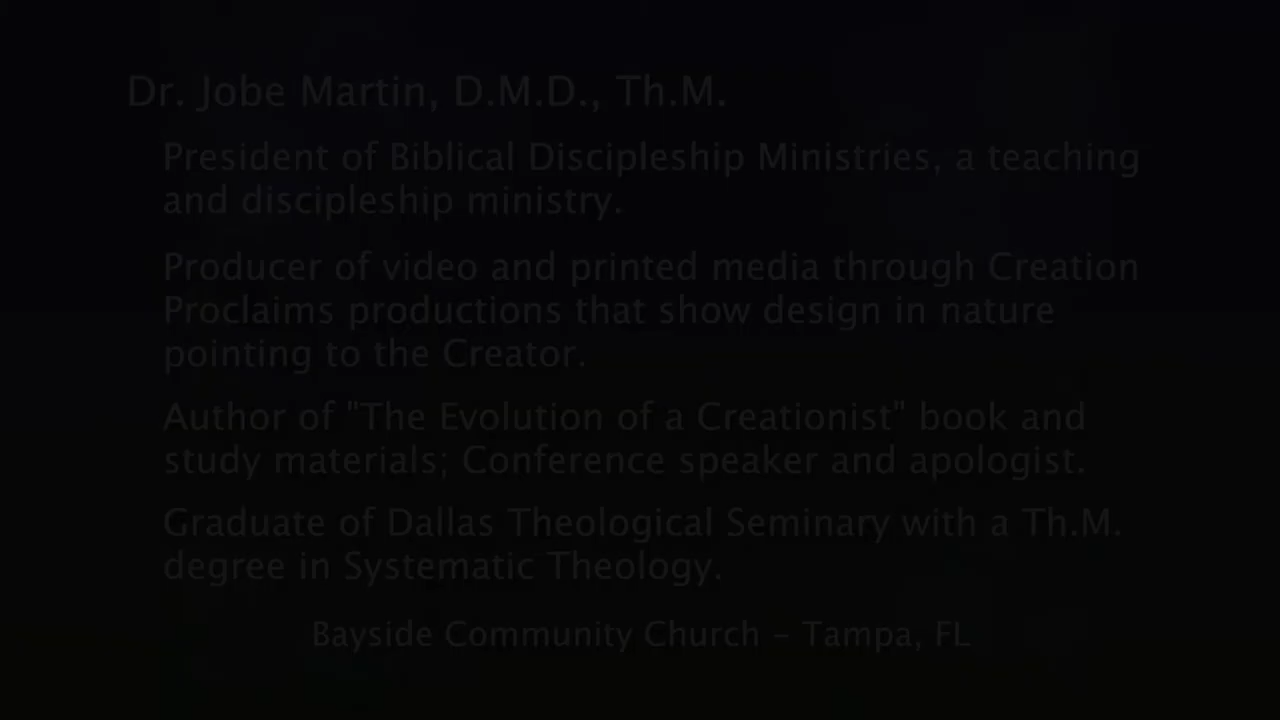 Dr. Jobe Martin, D.M.D., Th.M.
President of Biblical Discipleship Ministries, a teaching
and discipleship ministry.
Producer of video and printed media through Creation
Proclaims productions that show design in nature
pointing to the Creator.
Author of "The Evolution of a Creationist" book and
study materials; Conference speaker and apologist.
Graduate of Dallas Theological Seminary with a Th.M.
degree in Systematic Theology.
Bayside Community Church – Tampa, FL